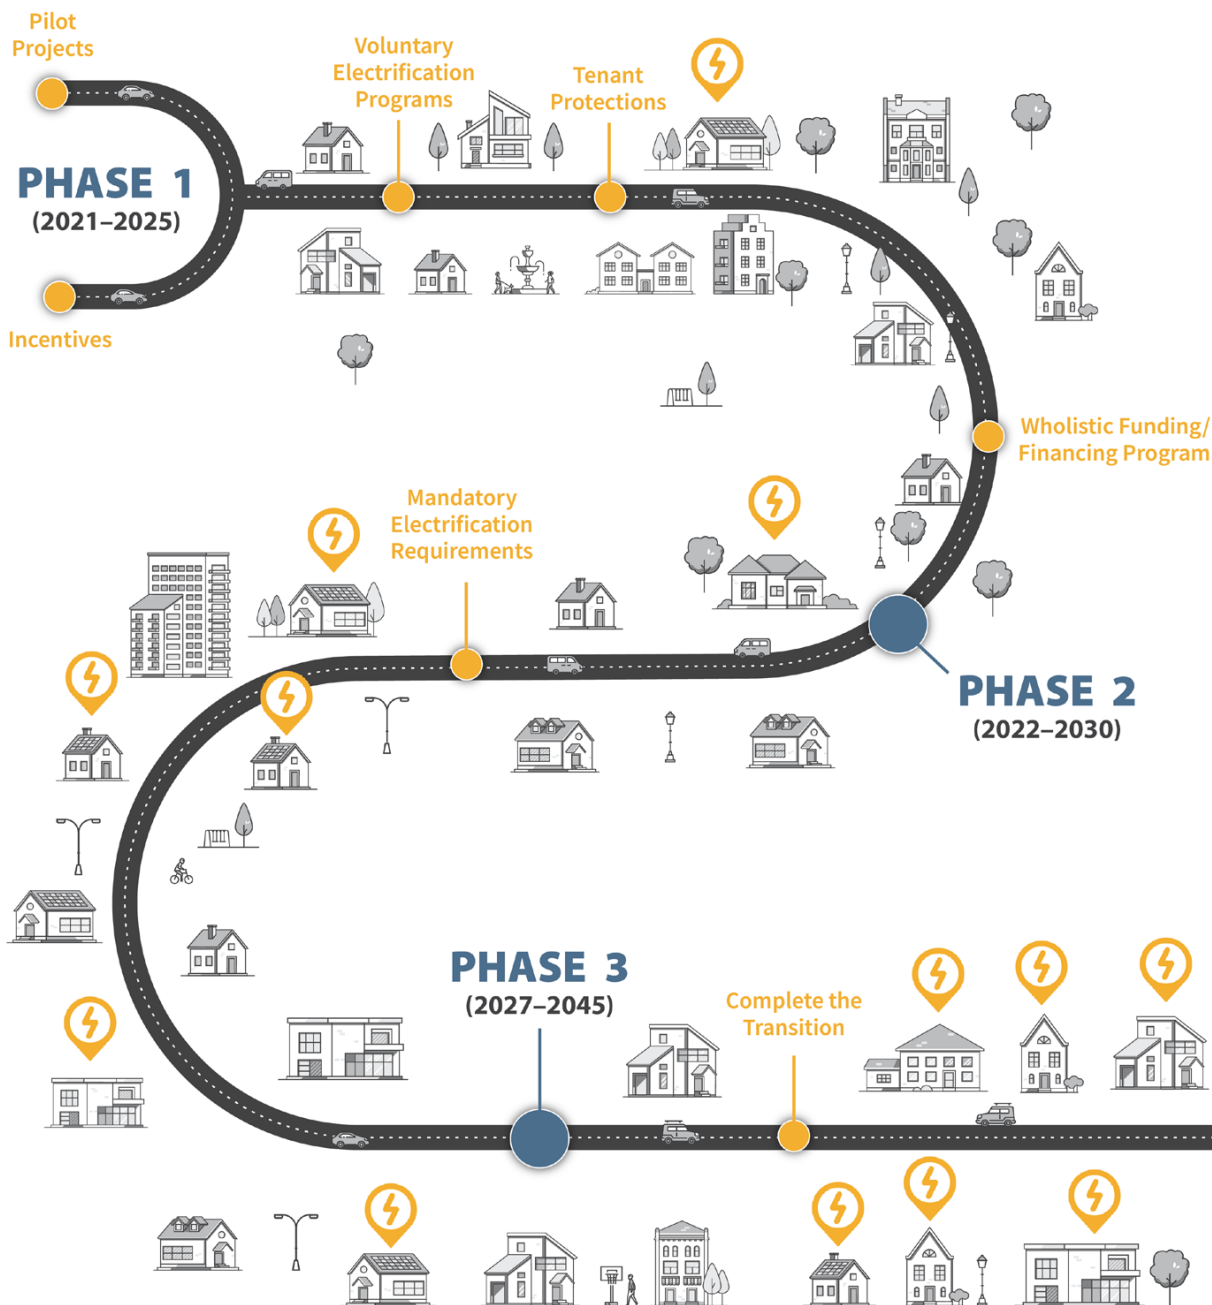 Pilot
Projects
PHASE 1
(2021–2025)
Incentives
Voluntary
Electrification
Programs
Tenant
Protections
Wholistic Funding/
Financing Program
PHASE 2
(2022–2030)
Mandatory
Electrification
Requirements
PHASE 3
(2027–2045)
Complete the
Transition